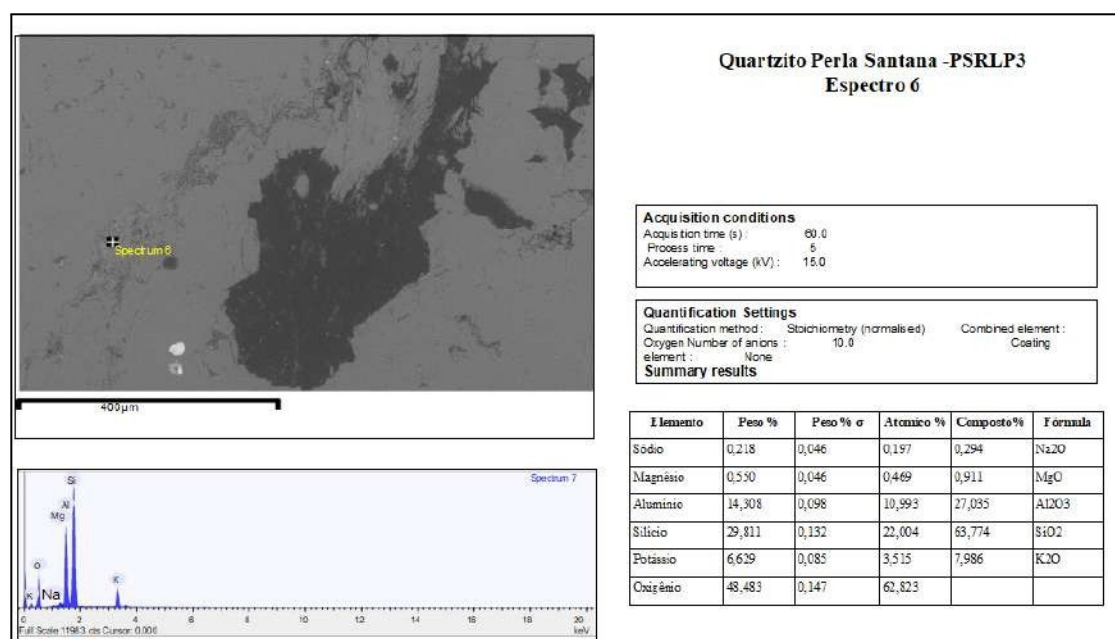 Quartzito Perla Santana -PSRLP3
Espectro 6
Spectrum 6
400µm
Acquisition conditions
Acquisition time (s) : 60.0
Process time : 5
Accelerating voltage (kV) : 15.0
Quantification Settings
Quantification method : Stoichiometry (normalised) Combined element :
Oxygen Number of anions : 10.0 Coating
element : None
Summary results
Elemento Peso % Peso % σ Atomico % Composto% Fórmula
Sódio 0,218 0,046 0,197 0,294 Na2O
Magnésio 0,550 0,046 0,469 0,911 MgO
Alumínio 14,308 0,098 10,993 27,035 Al2O3
Silício 29,811 0,132 22,004 63,774 SiO2
Potássio 6,629 0,085 3,515 7,986 K2O
Oxigênio 48,483 0,147 62,823
Spectrum 7
Si
Al
Mg
O
K
K
Na
0 2 4 6 8 10 12 14 16 18 20
Full Scale 11983 cts Cursor: 0.000 keV